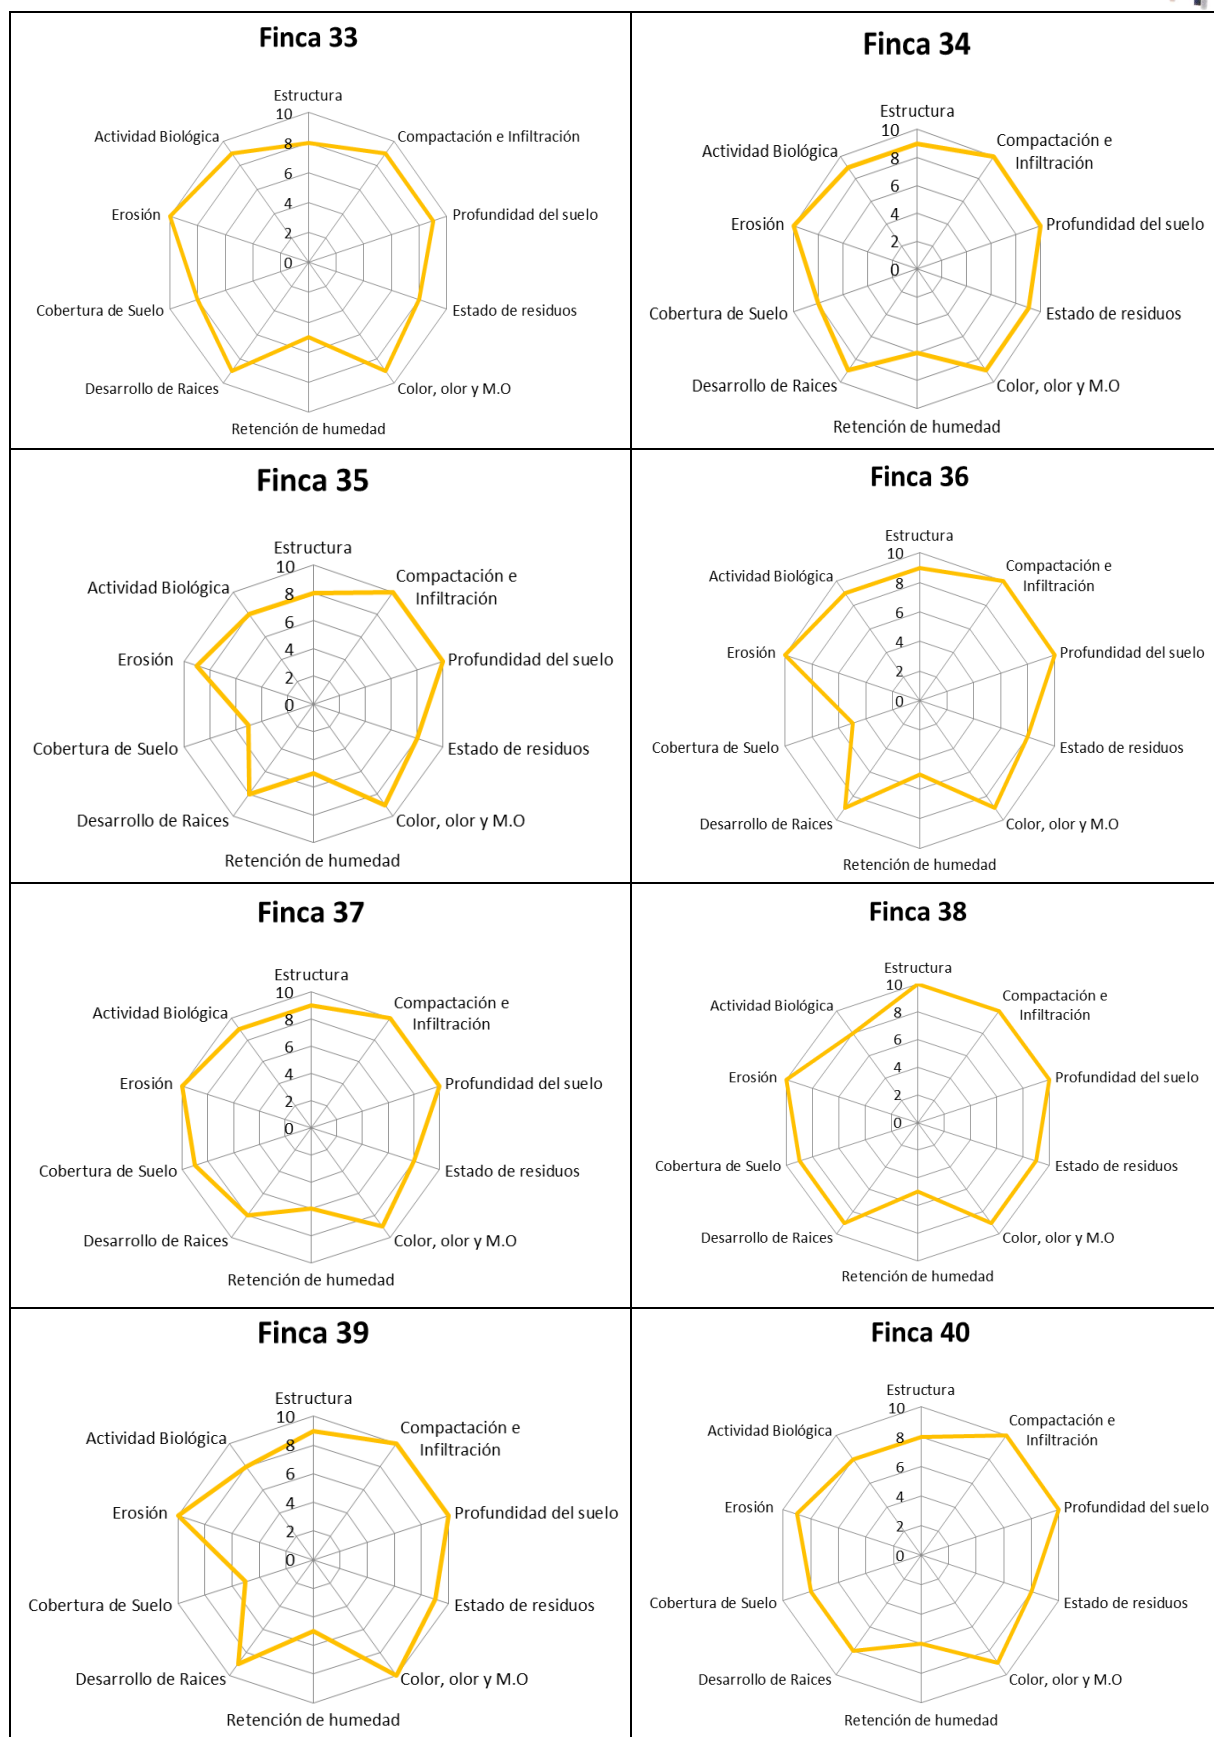 Finca 33
Estructura
10
8
6
4
2
0
Compactación e Infiltración
Profundidad del suelo
Estado de residuos
Color, olor y M.O
Retención de humedad
Desarrollo de Raices
Cobertura de Suelo
Erosión
Actividad Biológica
Finca 34
Estructura
10
8
6
4
2
0
Compactación e
Infiltración
Profundidad del suelo
Estado de residuos
Color, olor y M.O
Retención de humedad
Desarrollo de Raices
Cobertura de Suelo
Erosión
Actividad Biológica
Finca 35
Estructura
10
8
6
4
2
0
Compactación e
Infiltración
Profundidad del suelo
Estado de residuos
Color, olor y M.O
Retención de humedad
Desarrollo de Raices
Cobertura de Suelo
Erosión
Actividad Biológica
Finca 36
Estructura
10
8
6
4
2
0
Compactación e
Infiltración
Profundidad del suelo
Estado de residuos
Color, olor y M.O
Retención de humedad
Desarrollo de Raices
Cobertura de Suelo
Erosión
Actividad Biológica
Finca 37
Estructura
10
8
6
4
2
0
Compactación e
Infiltración
Profundidad del suelo
Estado de residuos
Color, olor y M.O
Retención de humedad
Desarrollo de Raices
Cobertura de Suelo
Erosión
Actividad Biológica
Finca 38
Estructura
10
8
6
4
2
0
Compactación e
Infiltración
Profundidad del suelo
Estado de residuos
Color, olor y M.O
Retención de humedad
Desarrollo de Raices
Cobertura de Suelo
Erosión
Actividad Biológica
Finca 39
Estructura
10
8
6
4
2
0
Compactación e
Infiltración
Profundidad del suelo
Estado de residuos
Color, olor y M.O
Retención de humedad
Desarrollo de Raices
Cobertura de Suelo
Erosión
Actividad Biológica
Finca 40
Estructura
10
8
6
4
2
0
Compactación e
Infiltración
Profundidad del suelo
Estado de residuos
Color, olor y M.O
Retención de humedad
Desarrollo de Raices
Cobertura de Suelo
Erosión
Actividad Biológica